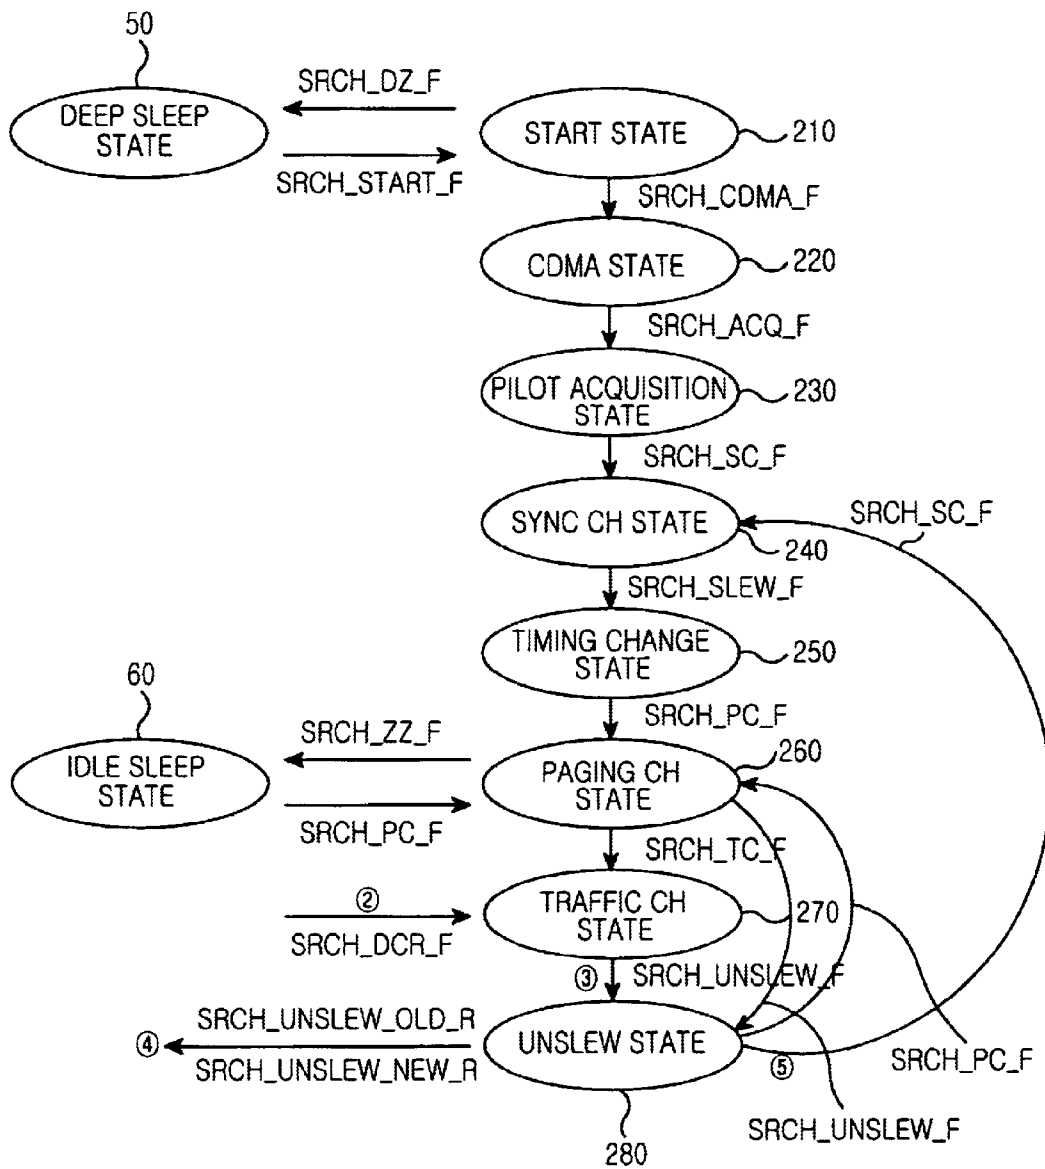 50
SRCH_DZ_F
DEEP SLEEP
STATE
START STATE
210
SRCH_START_F
SRCH_CDMA_F
CDMA STATE
220
SRCH_ACQ_F
PILOT ACQUISITION
STATE
230
SRCH_SC_F
SRCH_SC_F
SYNC CH STATE
240
SRCH_SLEW_F
TIMING CHANGE
STATE
250
60
SRCH_PC_F
SRCH_ZZ_F
260
IDLE SLEEP
STATE
PAGING CH
STATE
SRCH_PC_F
SRCH_TC_F
②
TRAFFIC CH
STATE
270
SRCH_DCR_F
③
SRCH_UNSLEW_F
SRCH_UNSLEW_OLD_R
④
UNSLEW STATE
SRCH_UNSLEW_NEW_R
⑤
SRCH_PC_F
SRCH_UNSLEW_F
280